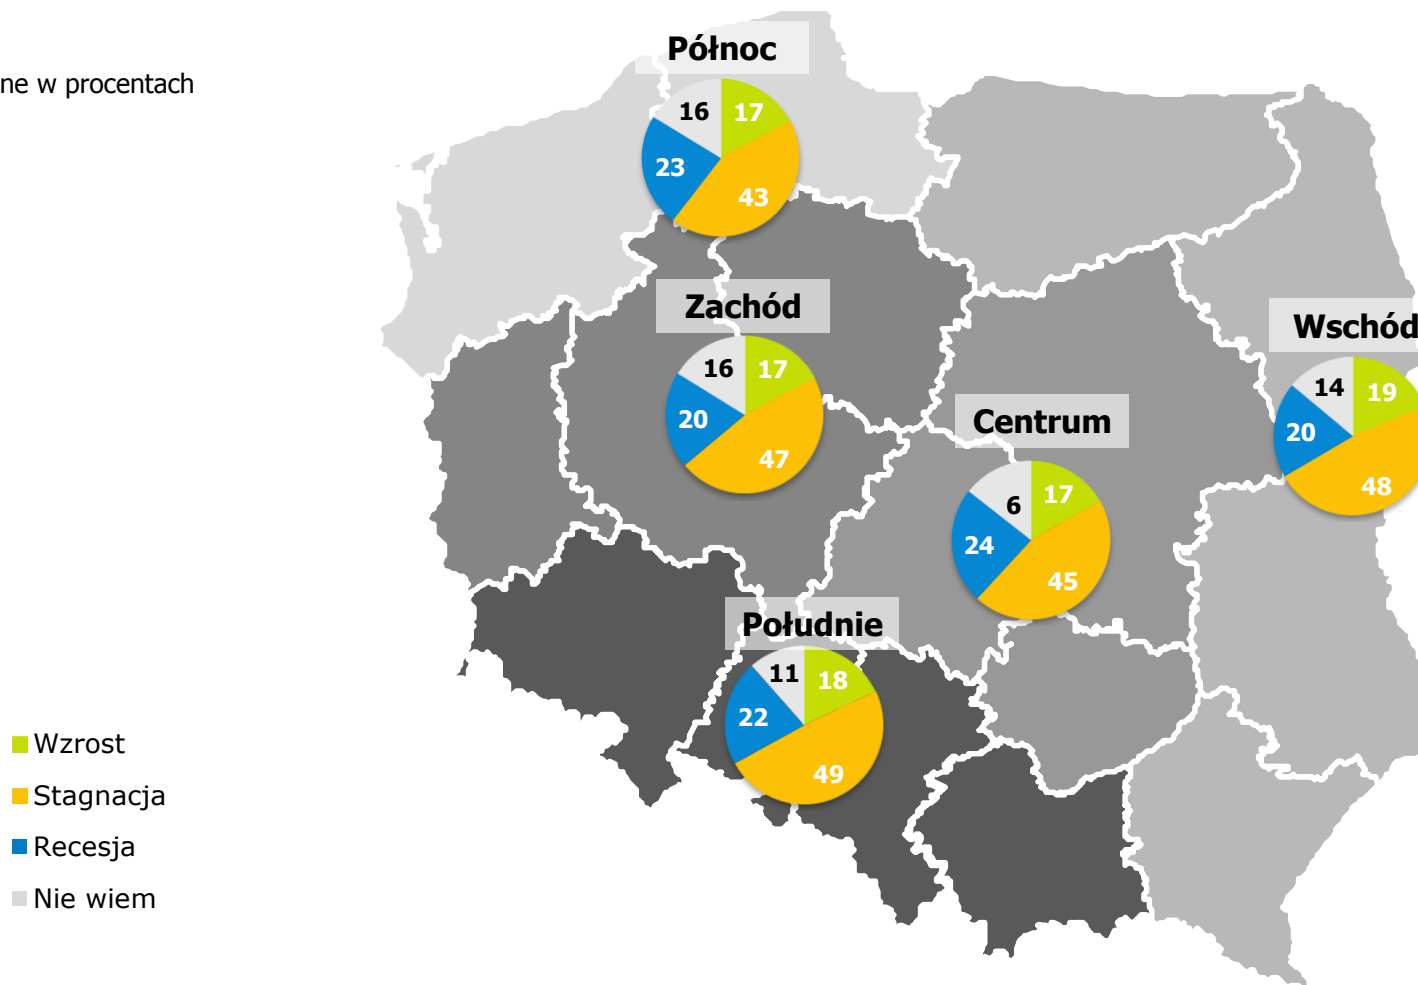 ne w procentach
Północ
16 17
23
43
Zachód
16 17
20
47
Wschód
14 19
20
48
Centrum
6 17
24
45
Południe
11 18
22
49
Wzrost
Stagnacja
Recesja
Nie wiem